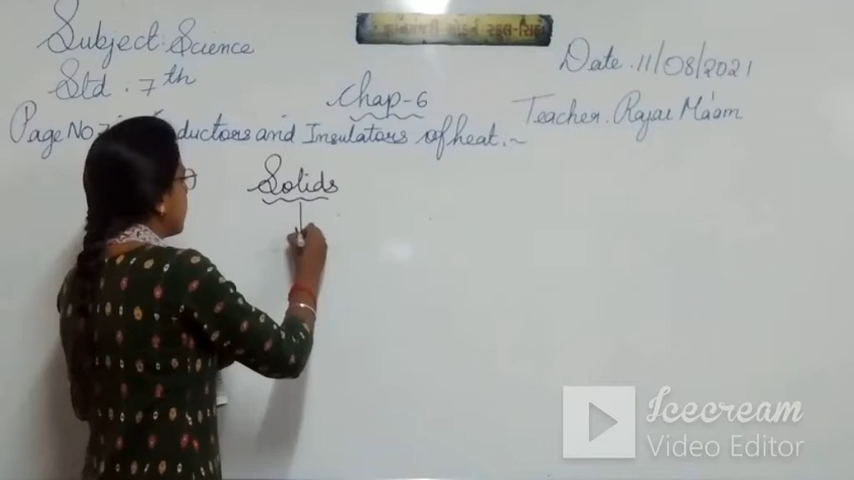 Subject: Science
Std. 7th
Date. 11/08/2021
Chap-6
Teacher. Rajai Ma'am
Page No 7 ductors and Insulators of heat.
Solids
Icecream
Video Editor